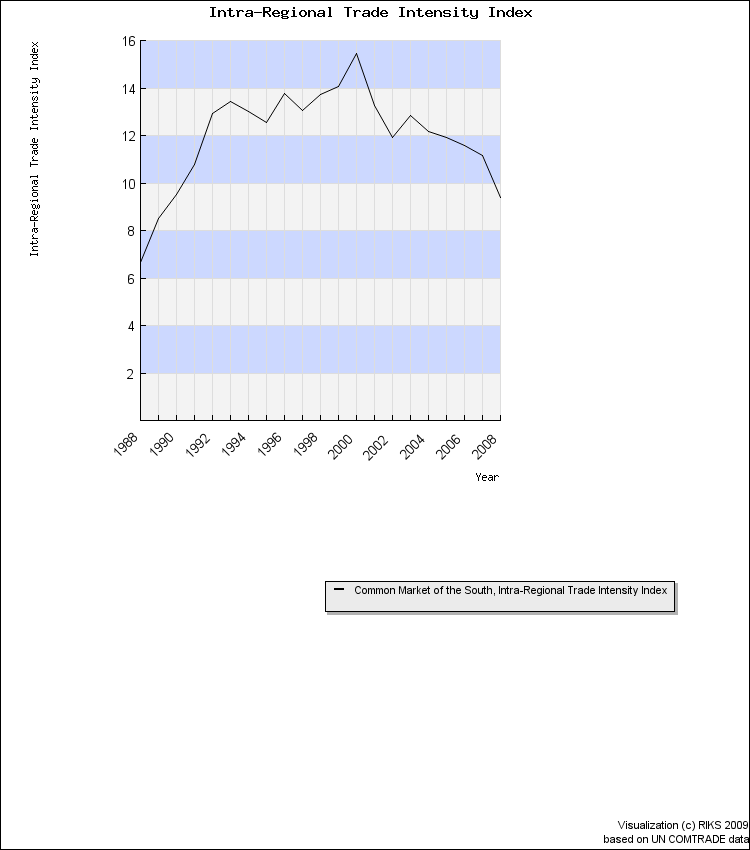 Intra-Regional Trade Intensity Index
Intra-Regional Trade Intensity Index
16
14
12
10
8
6
4
2
1988 1990 1992 1994 1996 1998 2000 2002 2004 2006 2008
Year
Common Market of the South, Intra-Regional Trade Intensity Index
Visualization (c) RIKS 2009
based on UN COMTRADE data